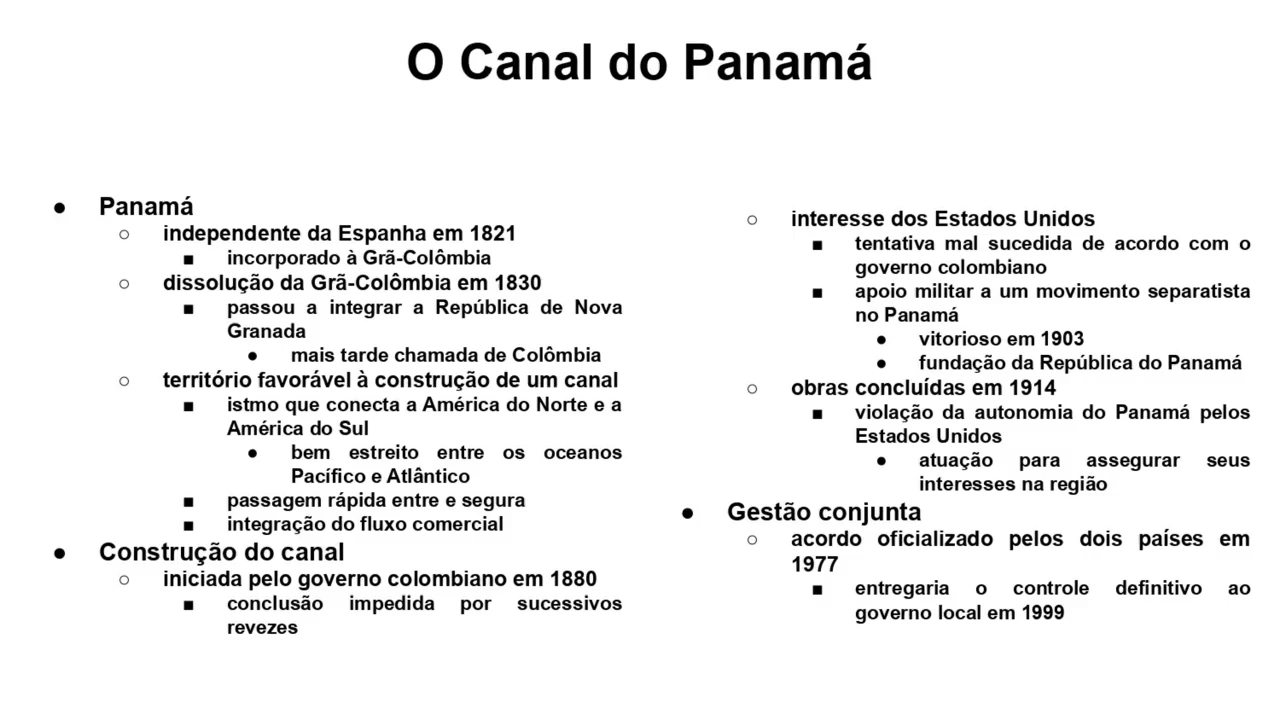 O Canal do Panamá
● Panamá
○ independente da Espanha em 1821
■ incorporado à Grã-Colômbia
○ dissolução da Grã-Colômbia em 1830
■ passou a integrar a República de Nova
Granada
● mais tarde chamada de Colômbia
○ território favorável à construção de um canal
■ istmo que conecta a América do Norte e a
América do Sul
● bem estreito entre os oceanos
Pacífico e Atlântico
■ passagem rápida entre e segura
■ integração do fluxo comercial
● Construção do canal
○ iniciada pelo governo colombiano em 1880
■ conclusão impedida por sucessivos
revezes
○ interesse dos Estados Unidos
■ tentativa mal sucedida de acordo com o
governo colombiano
■ apoio militar a um movimento separatista
no Panamá
● vitorioso em 1903
● fundação da República do Panamá
○ obras concluídas em 1914
■ violação da autonomia do Panamá pelos
Estados Unidos
● atuação para assegurar seus
interesses na região
● Gestão conjunta
○ acordo oficializado pelos dois países em
1977
■ entregaria o controle definitivo ao
governo local em 1999